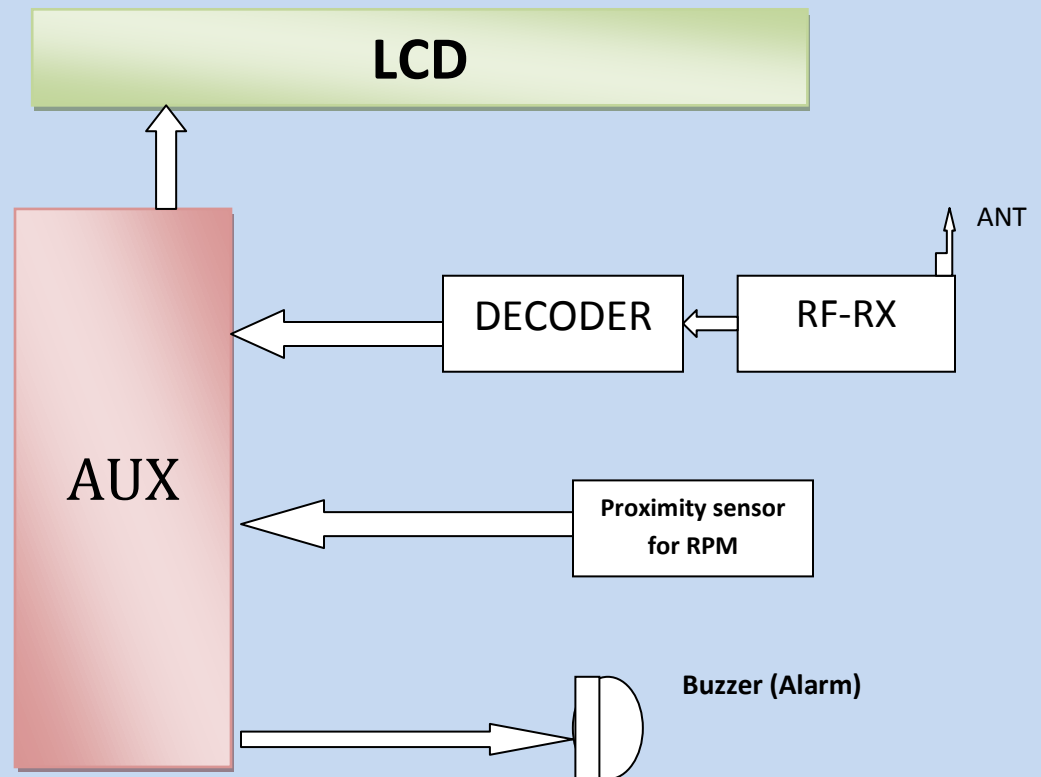 LCD
ANT
DECODER
RF-RX
AUX
Proximity sensor
for RPM
Buzzer (Alarm)